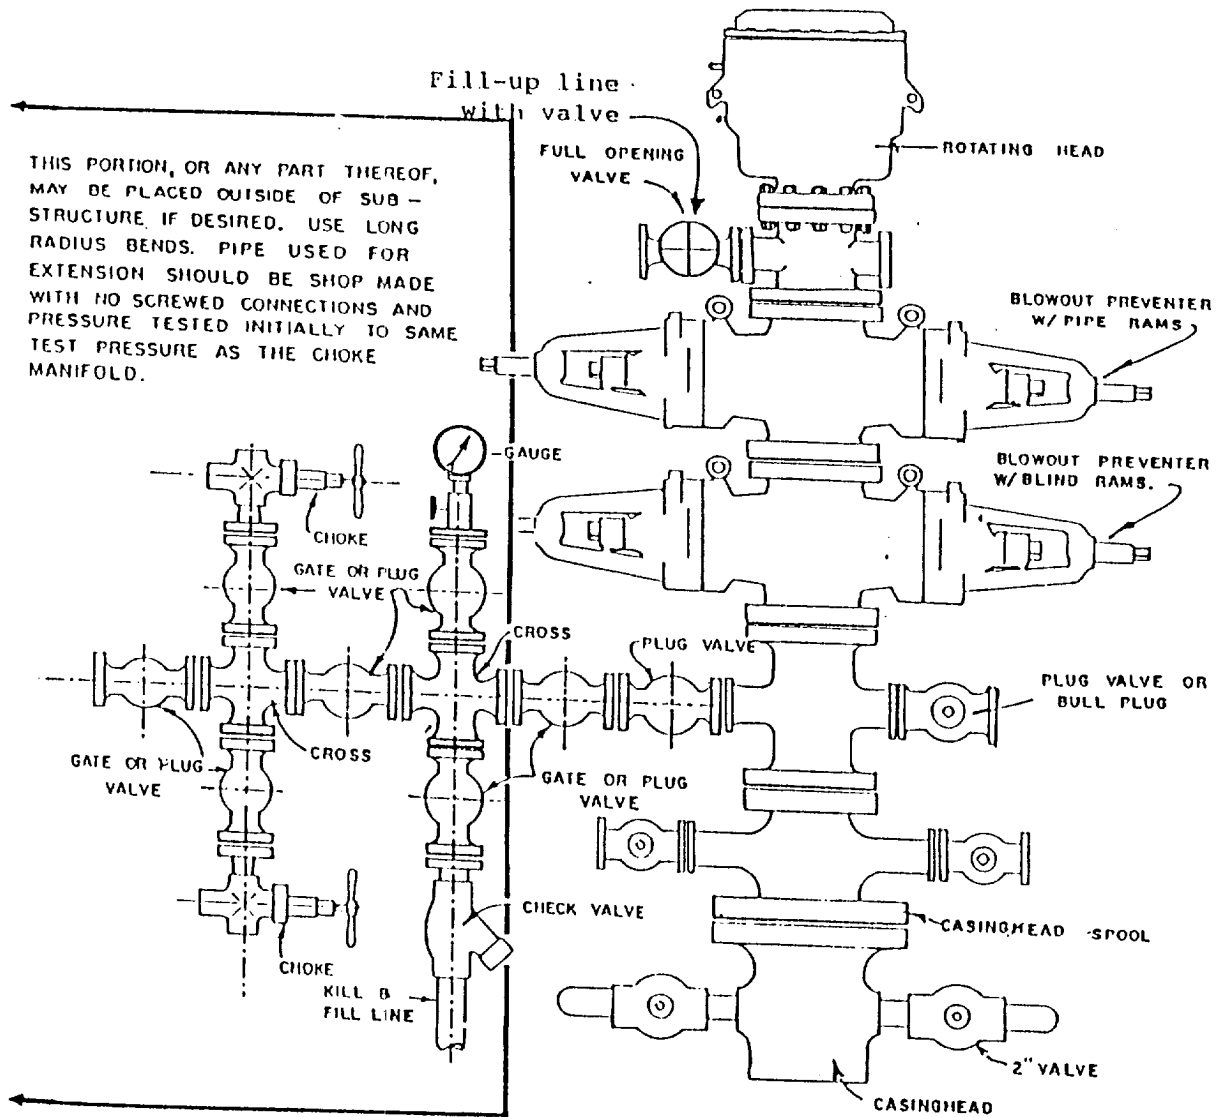 Fill-up line
with valve
FULL OPENING
VALVE
ROTATING HEAD
THIS PORTION, OR ANY PART THEREOF,
MAY BE PLACED OUTSIDE OF SUB-
STRUCTURE IF DESIRED. USE LONG
RADIUS BENDS. PIPE USED FOR
EXTENSION SHOULD BE SHOP MADE
WITH NO SCREWED CONNECTIONS AND
PRESSURE TESTED INITIALLY TO SAME
TEST PRESSURE AS THE CHOKE
MANIFOLD.
BLOWOUT PREVENTER
W/PIPE RAMS
GAUGE
BLOWOUT PREVENTER
W/BLIND RAMS.
CHOKE
GATE OR PLUG
VALVE
CROSS
PLUG VALVE
PLUG VALVE OR
BULL PLUG
CROSS
GATE OR PLUG
VALVE
GATE OR PLUG
VALVE
CHECK VALVE
CASINGHEAD SPOOL
CHOKE
KILL &
FILL LINE
2" VALVE
CASINGHEAD